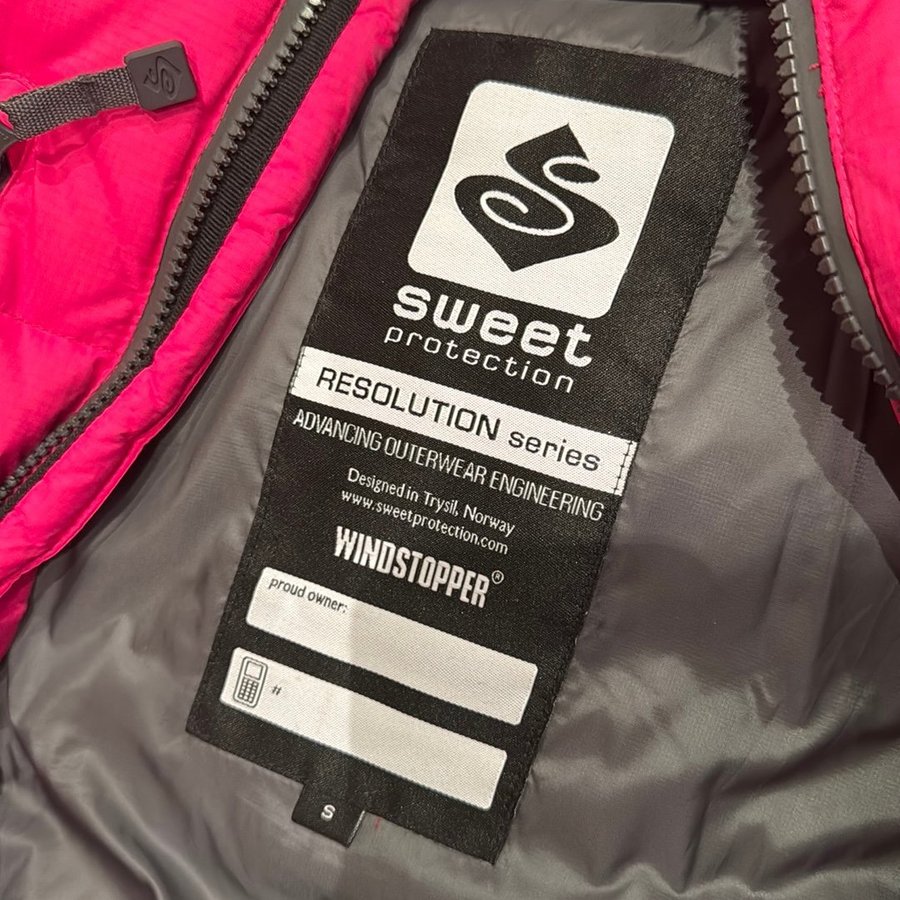 sweet
protection
RESOLUTION series
ADVANCING OUTERWEAR ENGINEERING
Designed in Trysil, Norway
www.sweetprotection.com
WINDSTOPPER®
proud owner:
#
S